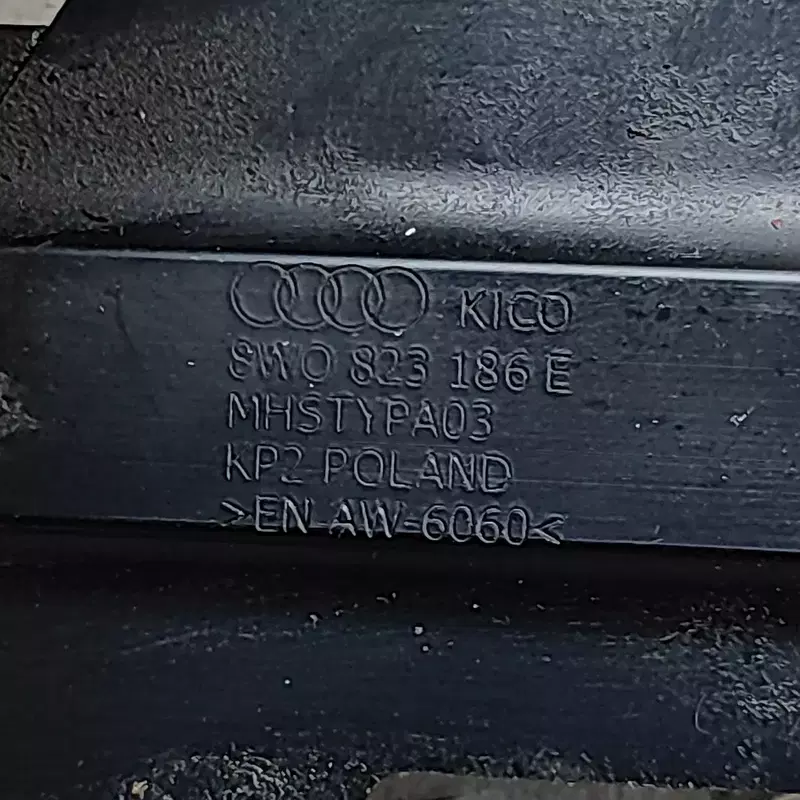 KICO
8W0 823 186 E
MHSTYPA03
KP2 POLAND
>EN AW-6060<